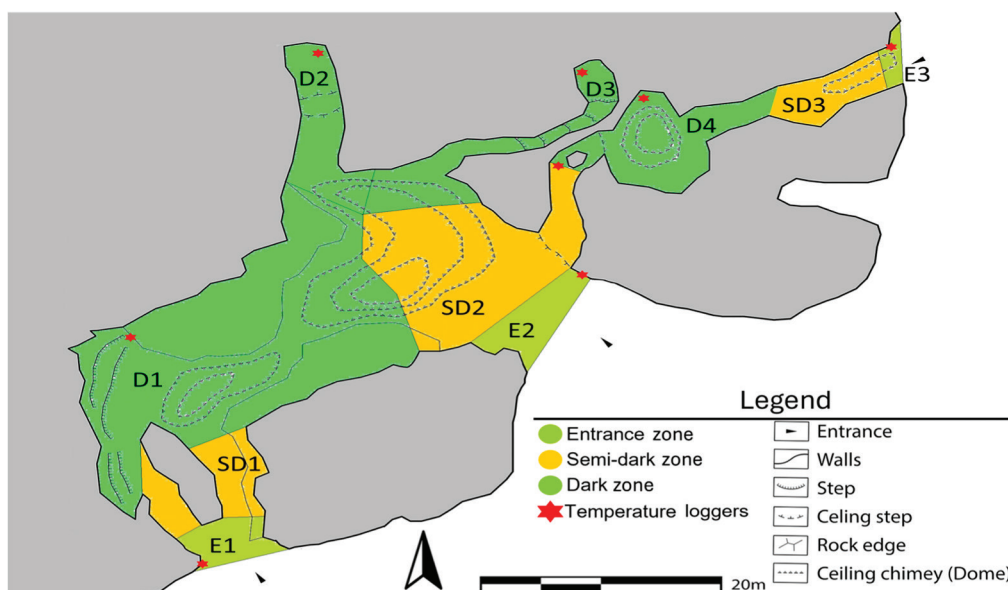 D2
D3
E3
SD3
D4
SD2
E2
D1
SD1
E1
Legend
Entrance zone
Semi-dark zone
Dark zone
Temperature loggers
Entrance
Walls
Step
Celing step
Rock edge
Ceiling chimey (Dome)
20m